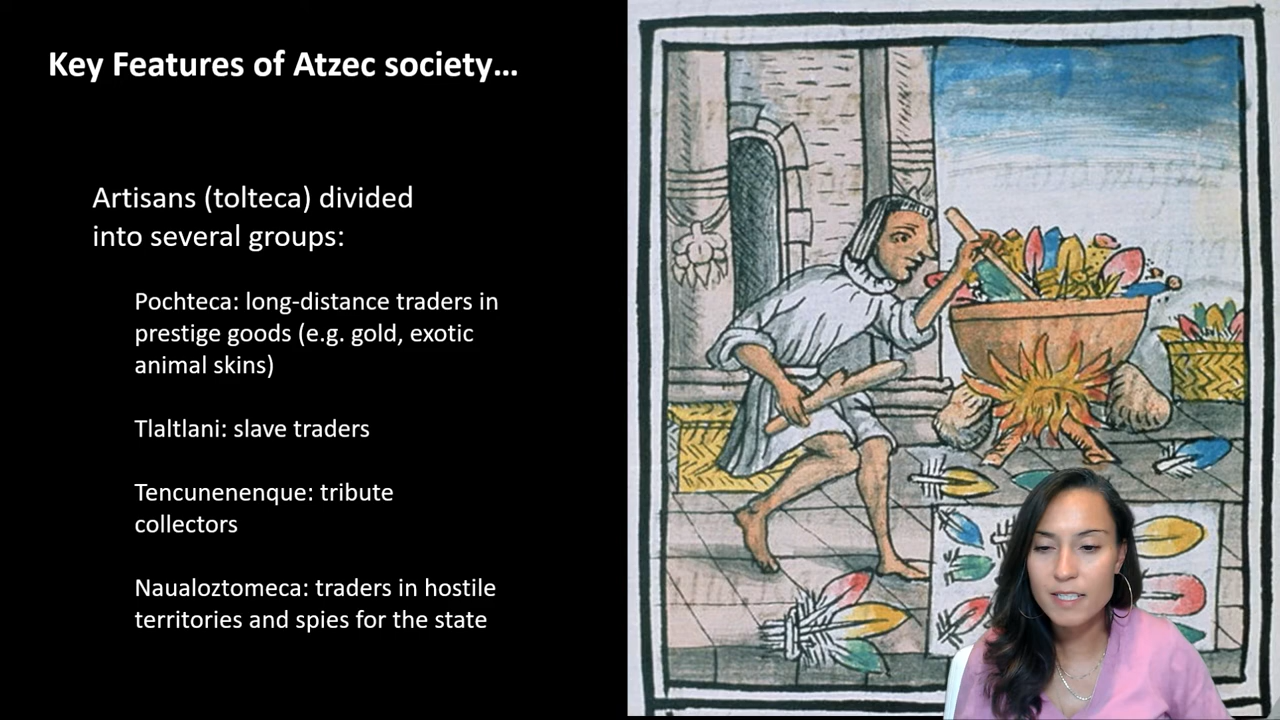 Key Features of Atzec society…
Artisans (tolteca) divided
into several groups:
Pochteca: long-distance traders in
prestige goods (e.g. gold, exotic
animal skins)
Tlaltlani: slave traders
Tencunenenque: tribute
collectors
Naualoztomeca: traders in hostile
territories and spies for the state